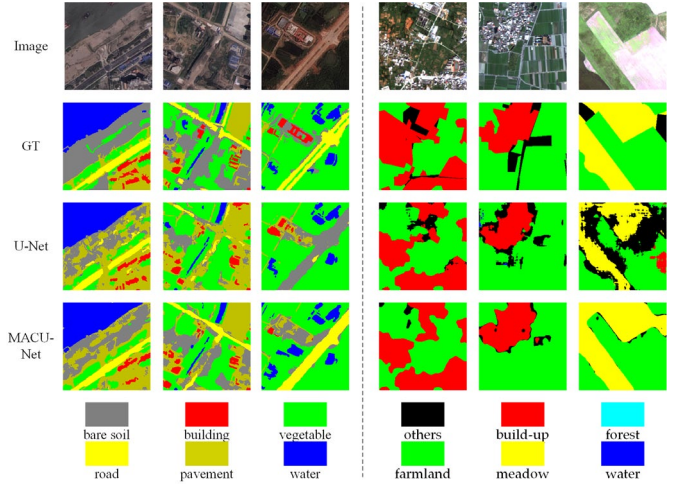 Image
GT
U-Net
MACU-
Net
bare soil building vegetable others build-up forest
road pavement water farmland meadow water